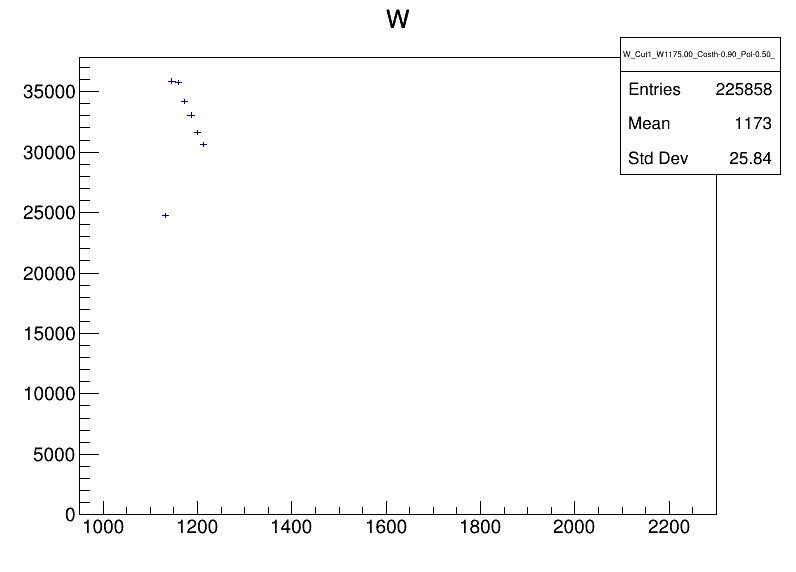 W
W_Cut1_W1175.00_Costh-0.90_Pol-0.50_
Entries 225858
Mean 1173
Std Dev 25.84
35000
30000
25000
20000
15000
10000
5000
0
1000 1200 1400 1600 1800 2000 2200